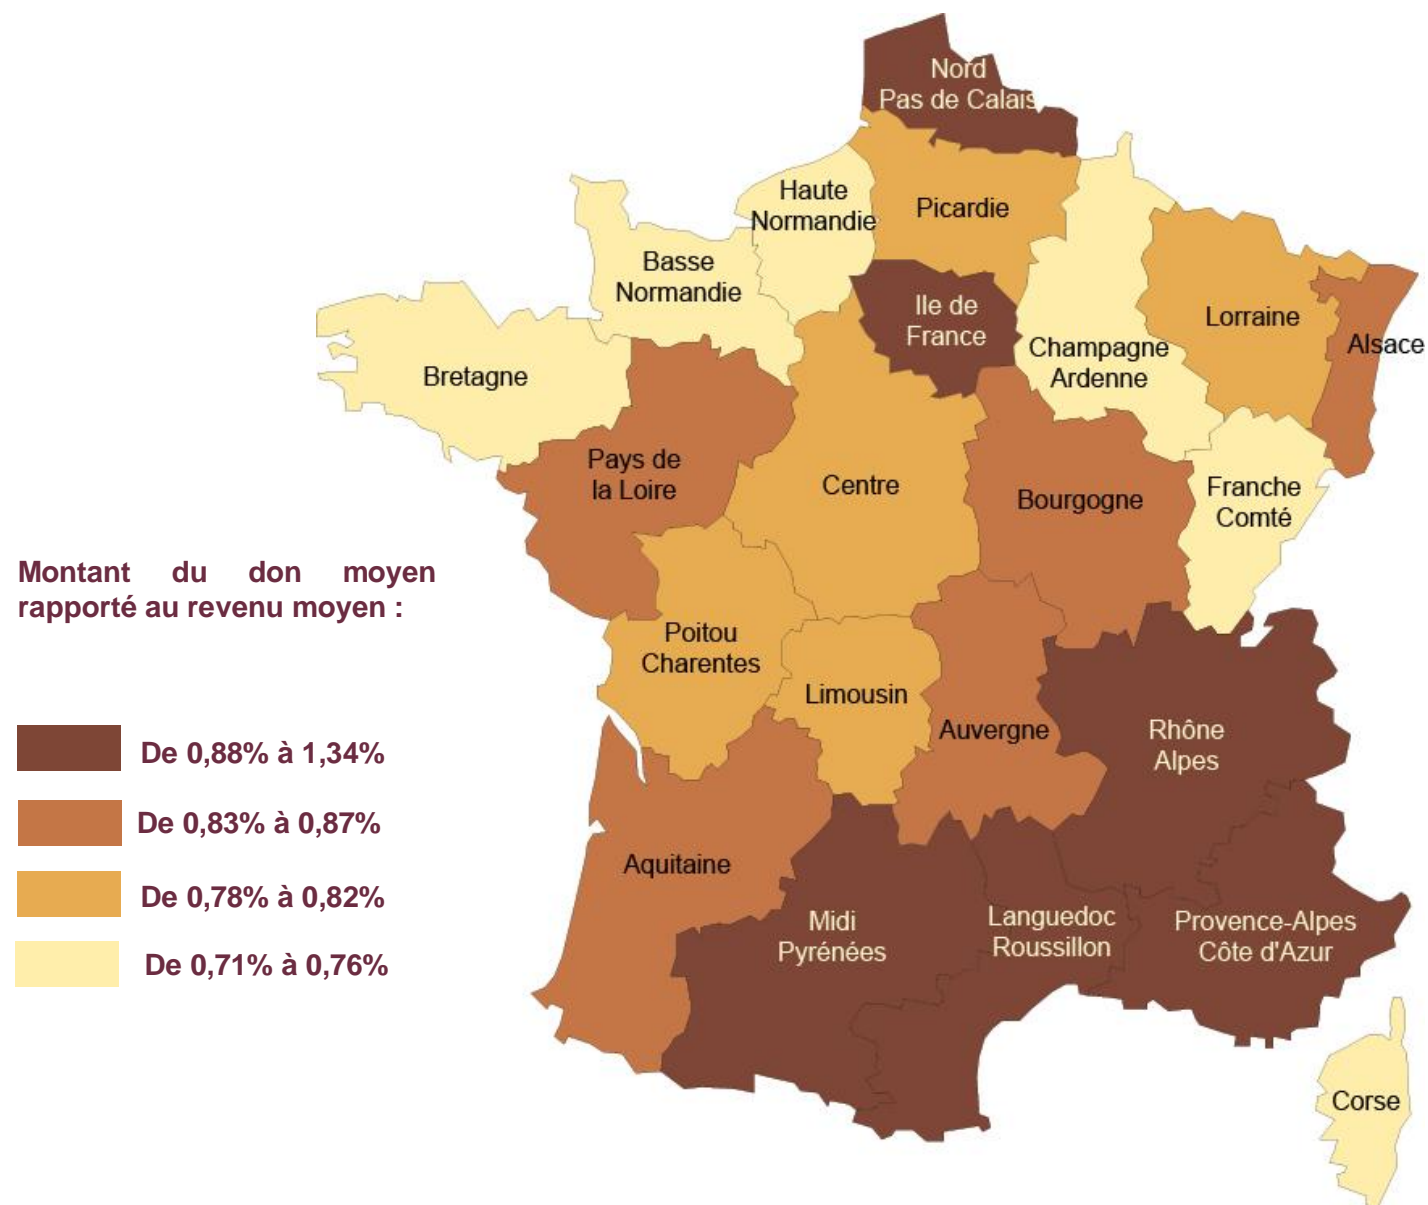 Nord
Pas de Calais
Haute
Normandie
Picardie
Basse
Normandie
Ile de
France
Lorraine
Champagne
Ardenne
Alsace
Bretagne
Pays de
la Loire
Centre
Bourgogne
Franche
Comté
Montant du don moyen
rapporté au revenu moyen :
Poitou
Charentes
Limousin
Auvergne
Rhône
Alpes
De 0,88% à 1,34%
De 0,83% à 0,87%
De 0,78% à 0,82%
De 0,71% à 0,76%
Aquitaine
Midi
Pyrénées
Languedoc
Roussillon
Provence-Alpes
Côte d'Azur
Corse